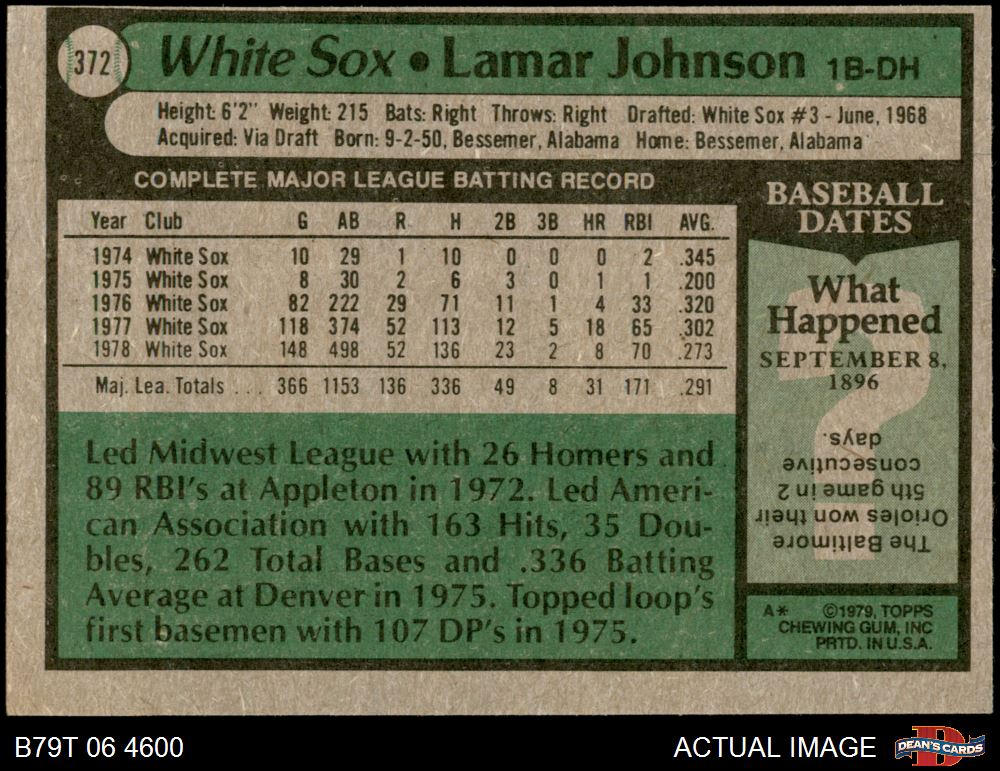 372
White Sox • Lamar Johnson 1B-DH
Height: 6'2" Weight: 215 Bats: Right Throws: Right Drafted: White Sox #3 - June, 1968
Acquired: Via Draft Born: 9-2-50, Bessemer, Alabama Home: Bessemer, Alabama
COMPLETE MAJOR LEAGUE BATTING RECORD
Year Club G AB R H 2B 3B HR RBI AVG.
1974 White Sox 10 29 1 10 0 0 0 2 .345
1975 White Sox 8 30 2 6 3 0 1 1 .200
1976 White Sox 82 222 29 71 11 1 4 33 .320
1977 White Sox 118 374 52 113 12 5 18 65 .302
1978 White Sox 148 498 52 136 23 2 8 70 .273
Maj. Lea. Totals . . . 366 1153 136 336 49 8 31 171 .291
Led Midwest League with 26 Homers and
89 RBI's at Appleton in 1972. Led Ameri-
can Association with 163 Hits, 35 Dou-
bles, 262 Total Bases and .336 Batting
Average at Denver in 1975. Topped loop's
first basemen with 107 DP's in 1975.
BASEBALL
DATES
What
Happened
SEPTEMBER 8,
1896
The Baltimore
Orioles won their
5th game in 2
consecutive
days.
A* ©1979, TOPPS
CHEWING GUM, INC
PRTD. IN U.S.A.
B79T 06 4600
ACTUAL IMAGE
DEAN'S CARDS